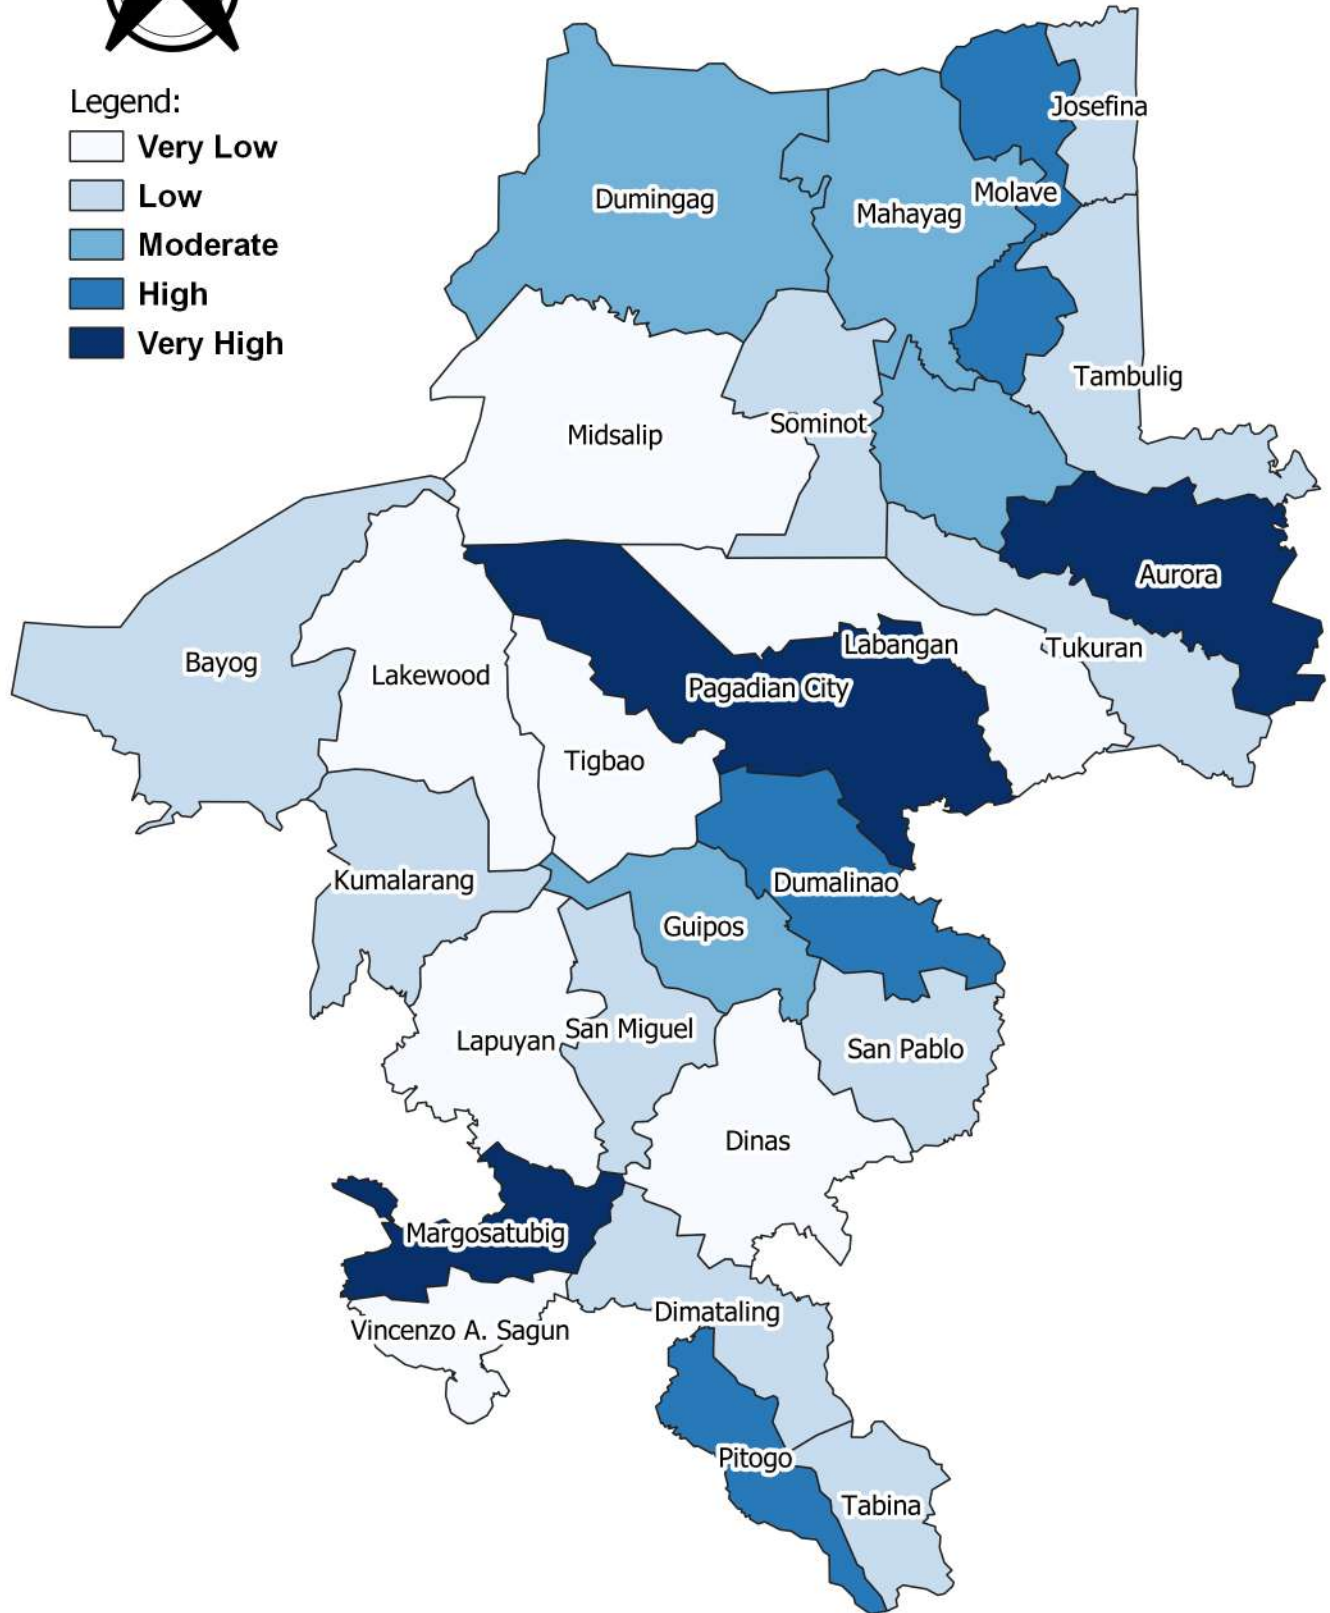 Legend:
Very Low
Low
Moderate
High
Very High
Josefina
Dumingag
Molave
Mahayag
Tambulig
Sominot
Midsalip
Aurora
Labangan
Tukuran
Bayog
Lakewood
Pagadian City
Tigbao
Kumalarang
Dumalinao
Guipos
San Miguel
Lapuyan
San Pablo
Dinas
Margosatubig
Dimataling
Vincenzo A. Sagun
Pitogo
Tabina